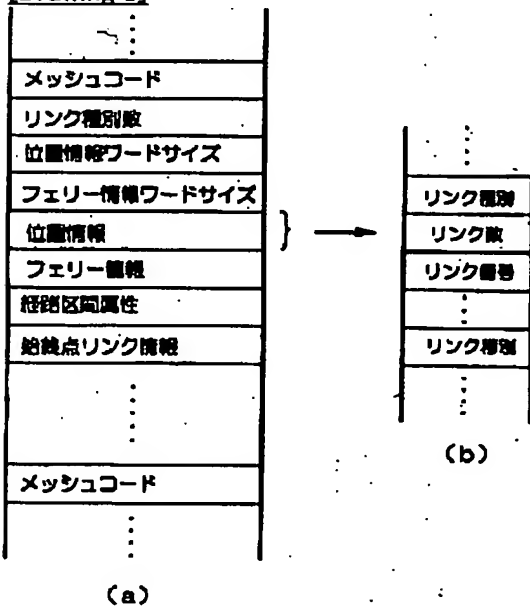 メッシュコード
リンク種別数
位置情報ワードサイズ
フェリー情報ワードサイズ
位置情報
フェリー情報
経路区間属性
始終点リンク情報
メッシュコード
(a)
リンク種別
リンク数
リンク番号
リンク種別
(b)